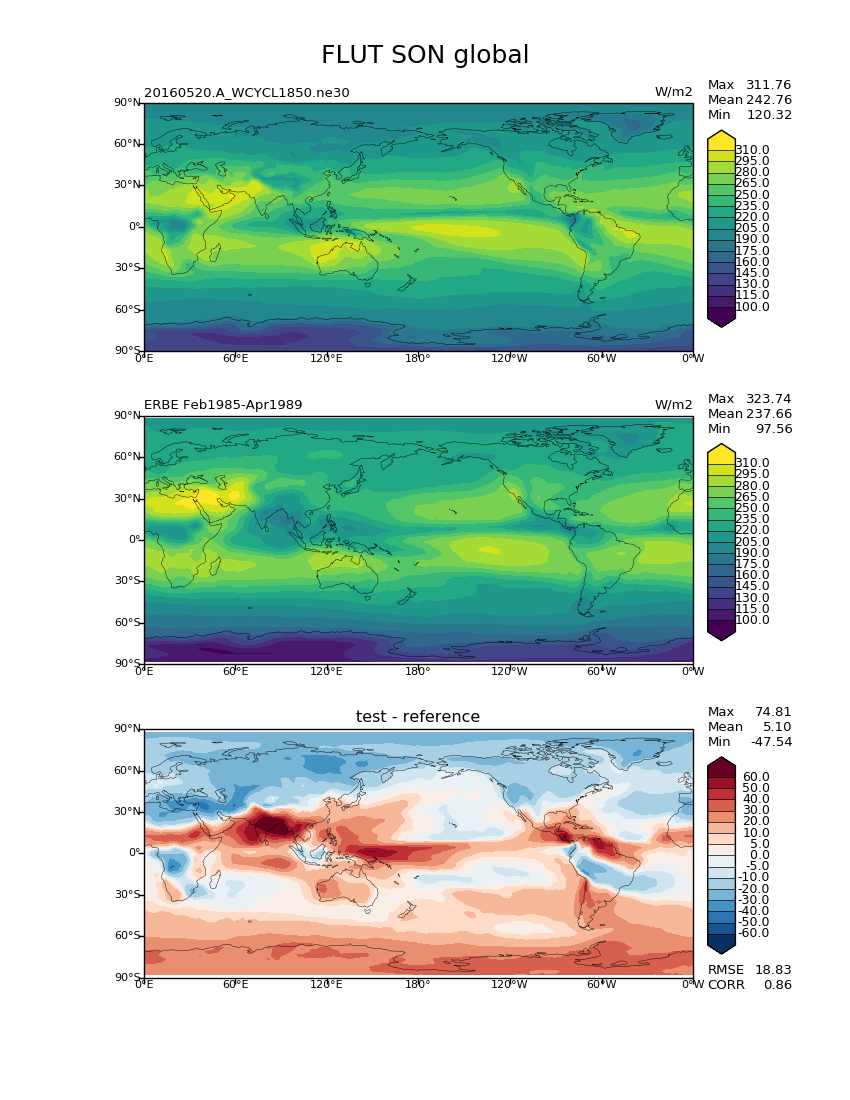 FLUT SON global
20160520.A_WCYCL1850.ne30
W/m2
Max 311.76
Mean 242.76
Min 120.32
90°N
60°N
30°N
0°
30°S
60°S
90°S
0°E 60°E 120°E 180° 120°W 60°W 0°W
310.0
295.0
280.0
265.0
250.0
235.0
220.0
205.0
190.0
175.0
160.0
145.0
130.0
115.0
100.0
ERBE Feb1985-Apr1989
W/m2
Max 323.74
Mean 237.66
Min 97.56
90°N
60°N
30°N
0°
30°S
60°S
90°S
0°E 60°E 120°E 180° 120°W 60°W 0°W
310.0
295.0
280.0
265.0
250.0
235.0
220.0
205.0
190.0
175.0
160.0
145.0
130.0
115.0
100.0
test - reference
Max 74.81
Mean 5.10
Min -47.54
90°N
60°N
30°N
0°
30°S
60°S
90°S
0°E 60°E 120°E 180° 120°W 60°W 0°W
60.0
50.0
40.0
30.0
20.0
10.0
5.0
0.0
-5.0
-10.0
-20.0
-30.0
-40.0
-50.0
-60.0
RMSE 18.83
CORR 0.86